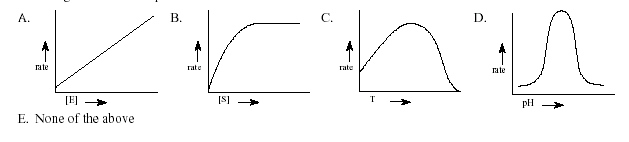 A. B. C. D.
rate rate rate rate
[E] [S] T pH
E. None of the above